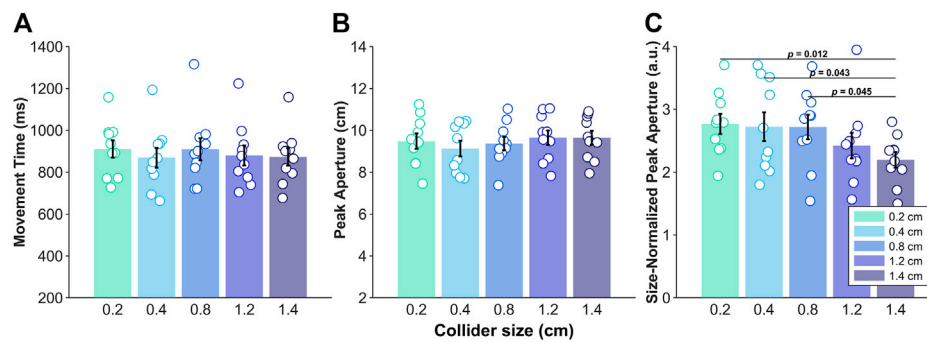 A
Movement Time (ms)
1400
1200
1000
800
600
400
200
0.2 0.4 0.8 1.2 1.4
B
Peak Aperture (cm)
14
12
10
8
6
4
2
0.2 0.4 0.8 1.2 1.4
Collider size (cm)
C
Size-Normalized Peak Aperture (a.u.)
4
3
2
1
0
p = 0.012
p = 0.043
p = 0.045
0.2 cm
0.4 cm
0.8 cm
1.2 cm
1.4 cm
0.2 0.4 0.8 1.2 1.4